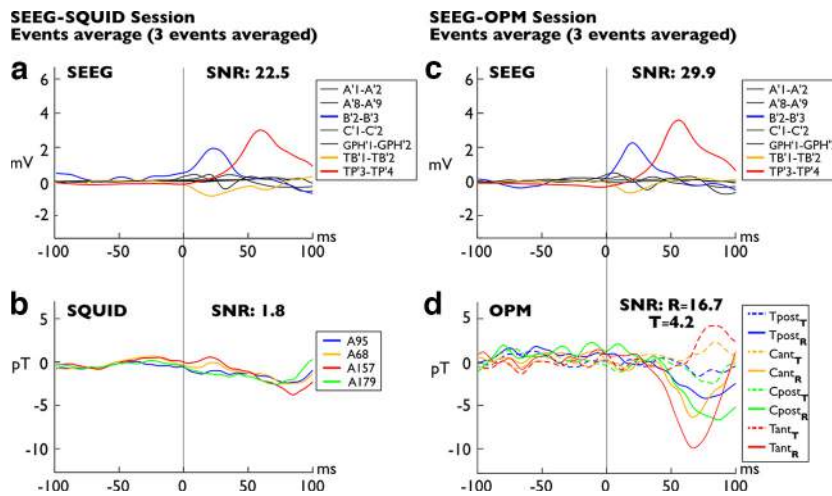 SEEG-SQUID Session
Events average (3 events averaged)
SEEG-OPM Session
Events average (3 events averaged)
a
SEEG
SNR: 22.5
6
4
2
mV
0
-2
-100
-50
0
50
100
ms
A'1-A'2
A'8-A'9
B'2-B'3
C'1-C'2
GPH'1-GPH'2
TB'1-TB'2
TP'3-TP'4
c
SEEG
SNR: 29.9
6
4
2
mV
0
-2
-100
-50
0
50
100
ms
A'1-A'2
A'8-A'9
B'2-B'3
C'1-C'2
GPH'1-GPH'2
TB'1-TB'2
TP'3-TP'4
b
SQUID
SNR: 1.8
5
pT 0
-5
-10
-100
-50
0
50
100
ms
A95
A68
A157
A179
d
OPM
SNR: R=16.7
T=4.2
5
pT 0
-5
-10
-100
-50
0
50
100
ms
TpostT
TpostR
CantT
CantR
CpostT
CpostR
TantT
TantR